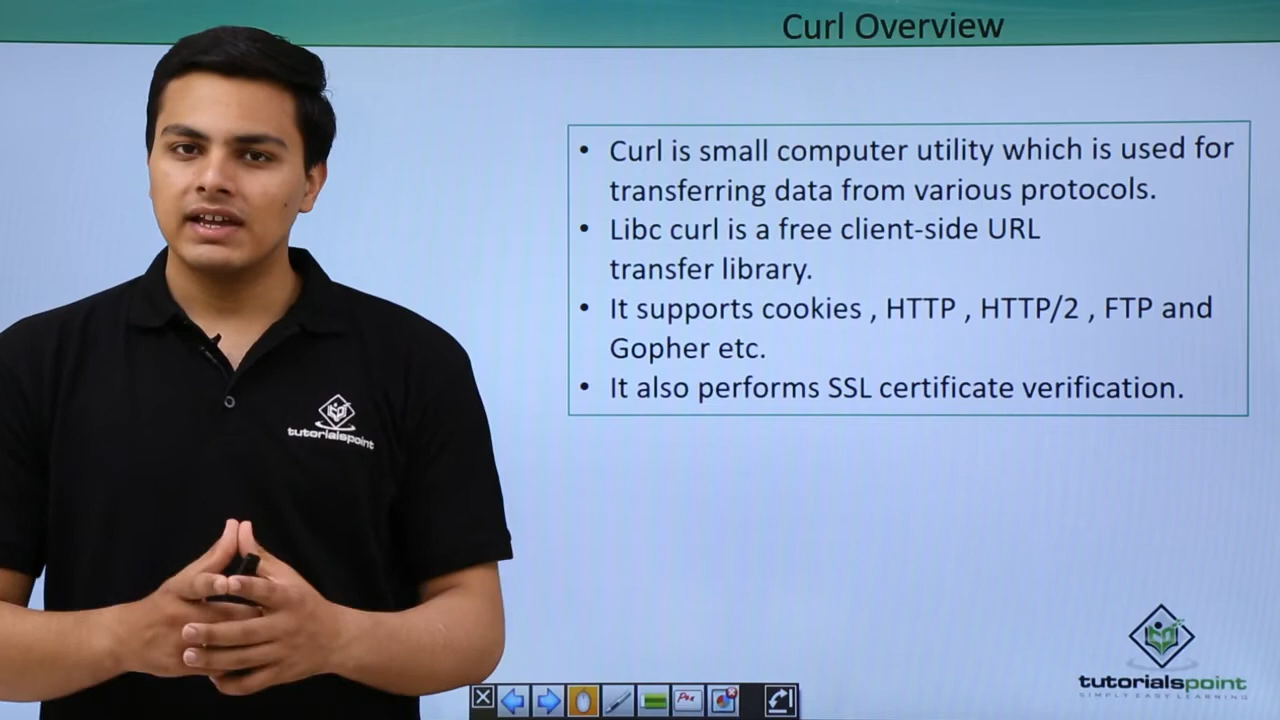 Curl Overview
• Curl is small computer utility which is used for
transferring data from various protocols.
• Libc curl is a free client-side URL
transfer library.
• It supports cookies , HTTP , HTTP/2 , FTP and
Gopher etc.
• It also performs SSL certificate verification.
tutorialspoint
tutorialspoint
SIMPLY EASY LEARNING